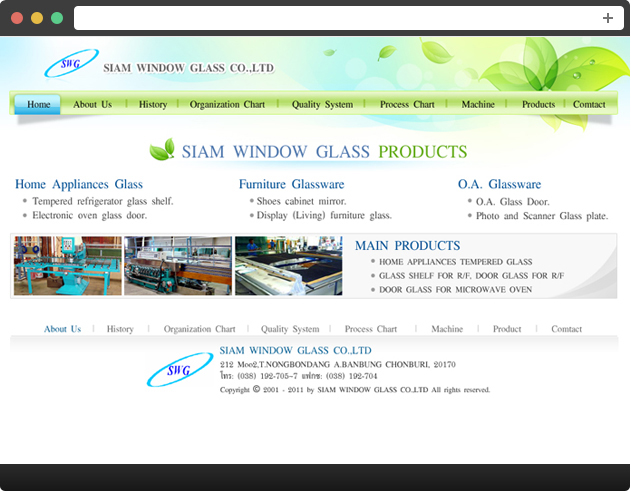 SWG
SIAM WINDOW GLASS CO.,LTD
Home About Us History Organization Chart Quality System Process Chart Machine Products Comtact
SIAM WINDOW GLASS PRODUCTS
Home Appliances Glass
Tempered refrigerator glass shelf.
Electronic oven glass door.
Furniture Glassware
Shoes cabinet mirror.
Display (Living) furniture glass.
O.A. Glassware
O.A. Glass Door.
Photo and Scanner Glass plate.
MAIN PRODUCTS
HOME APPLIANCES TEMPERED GLASS
GLASS SHELF FOR R/F, DOOR GLASS FOR R/F
DOOR GLASS FOR MICROWAVE OVEN
About Us | History | Organization Chart | Quality System | Process Chart | Machine | Product | Comtact
SWG
SIAM WINDOW GLASS CO.,LTD
212 Moo2,T.NONGBONDANG A.BANBUNG CHONBURI, 20170
โทร: (038) 192-705-7 แฟกซ: (038) 192-704
Copyright © 2001 - 2011 by SIAM WINDOW GLASS CO.,LTD All rights reserved.